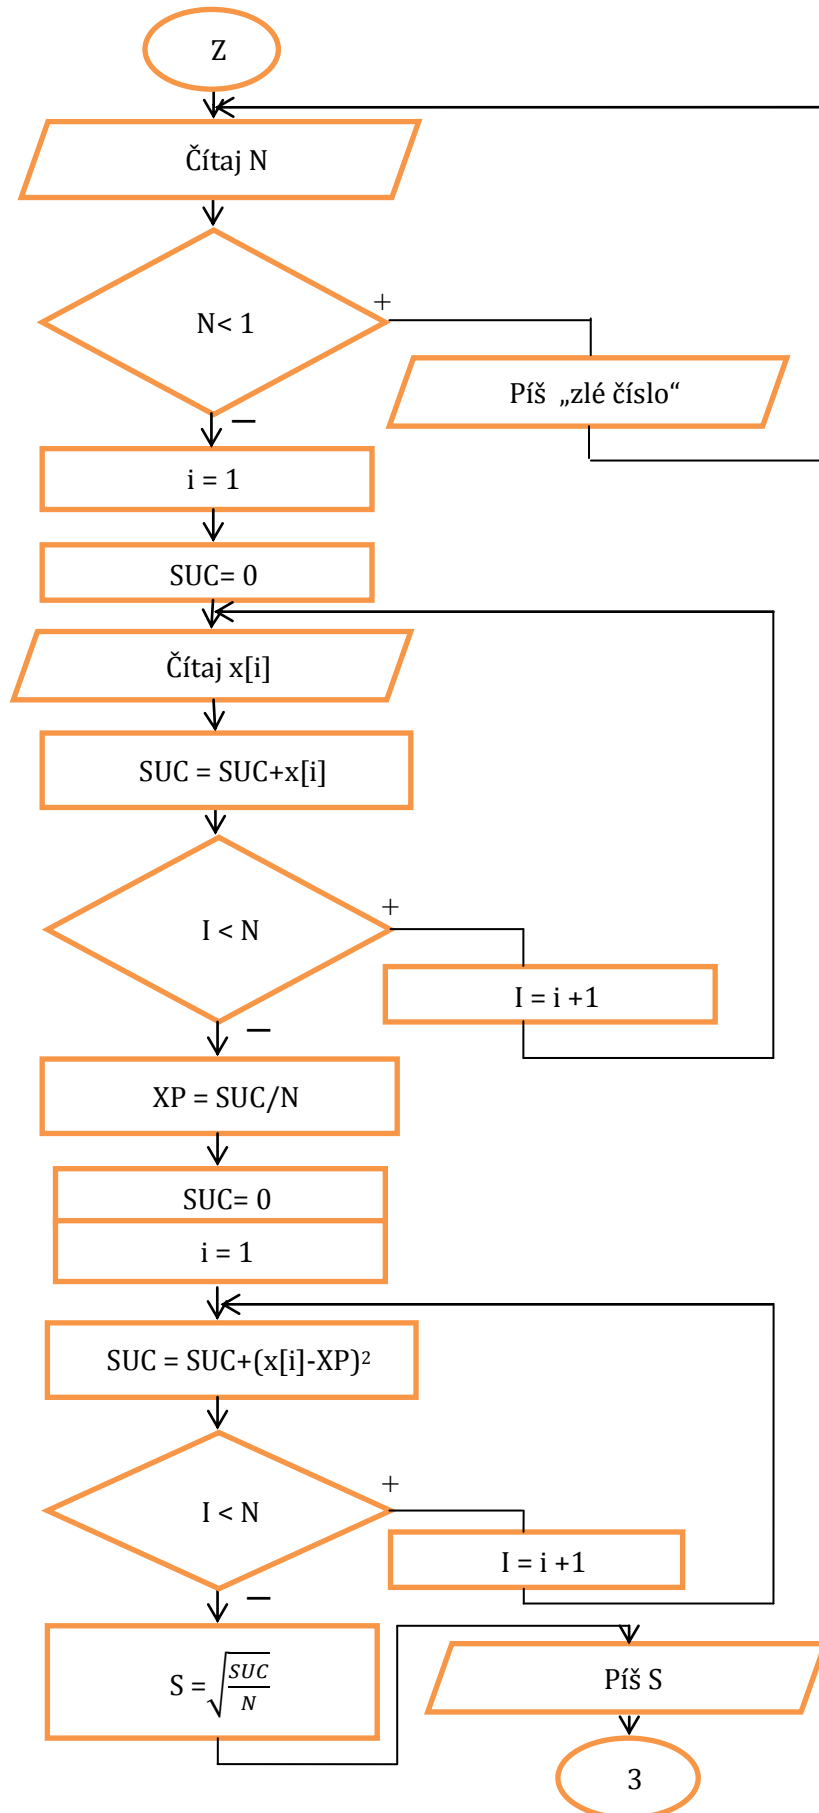 Z
Čítaj N
N< 1
+
Píš „zlé číslo“
–
i = 1
SUC= 0
Čítaj x[i]
SUC = SUC+x[i]
I < N
+
I = i +1
–
XP = SUC/N
SUC= 0
i = 1
SUC = SUC+(x[i]-XP)²
I < N
+
I = i +1
–
S =√(SUC/N)
Píš S
3